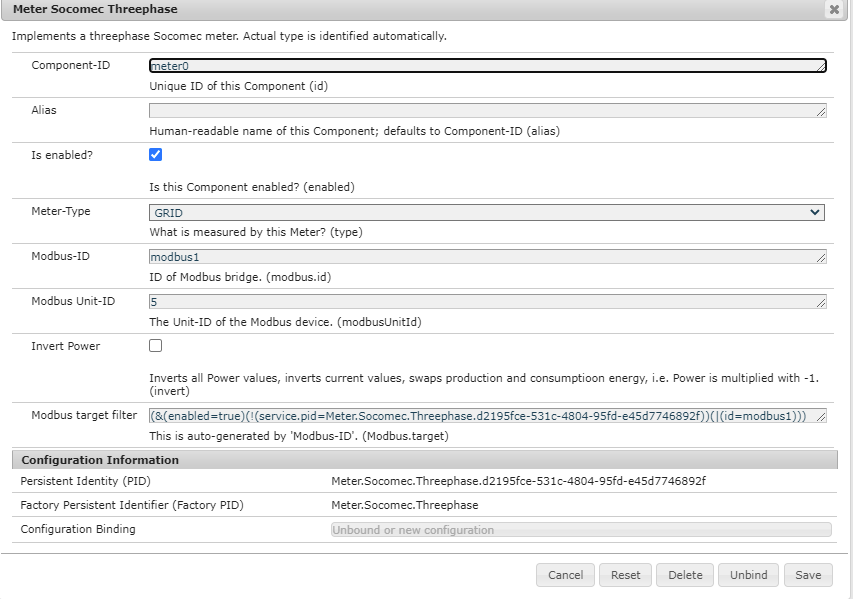 Meter Socomec Threephase
Implements a threephase Socomec meter. Actual type is identified automatically.
Component-ID
meter0
Unique ID of this Component (id)
Alias
Human-readable name of this Component; defaults to Component-ID (alias)
Is enabled?
Is this Component enabled? (enabled)
Meter-Type
GRID
What is measured by this Meter? (type)
Modbus-ID
modbus1
ID of Modbus bridge. (modbus.id)
Modbus Unit-ID
5
The Unit-ID of the Modbus device. (modbusUnitId)
Invert Power
Inverts all Power values, inverts current values, swaps production and consumptioon energy, i.e. Power is multiplied with -1.
(invert)
Modbus target filter
(&(enabled=true)(!(service.pid=Meter.Socomec.Threephase.d2195fce-531c-4804-95fd-e45d7746892f))(|(id=modbus1)))
This is auto-generated by 'Modbus-ID'. (Modbus.target)
Configuration Information
Persistent Identity (PID)
Meter.Socomec.Threephase.d2195fce-531c-4804-95fd-e45d7746892f
Factory Persistent Identifier (Factory PID)
Meter.Socomec.Threephase
Configuration Binding
Unbound or new configuration
Cancel
Reset
Delete
Unbind
Save